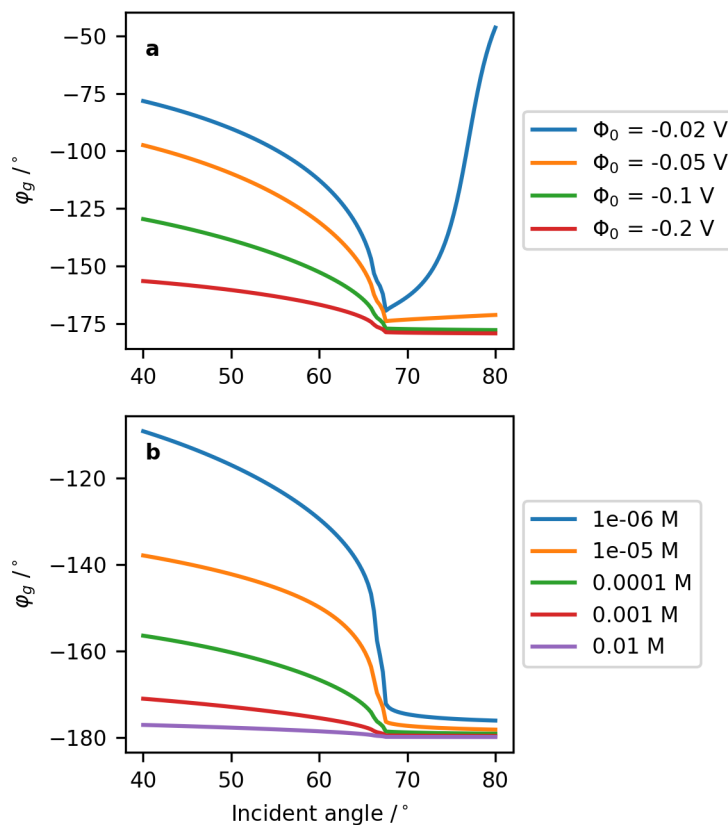 a
−50
−75
−100
−125
−150
−175
φg /°
40 50 60 70 80
Φ0 = -0.02 V
Φ0 = -0.05 V
Φ0 = -0.1 V
Φ0 = -0.2 V
b
−120
−140
−160
−180
φg /°
40 50 60 70 80
Incident angle /°
1e-06 M
1e-05 M
0.0001 M
0.001 M
0.01 M